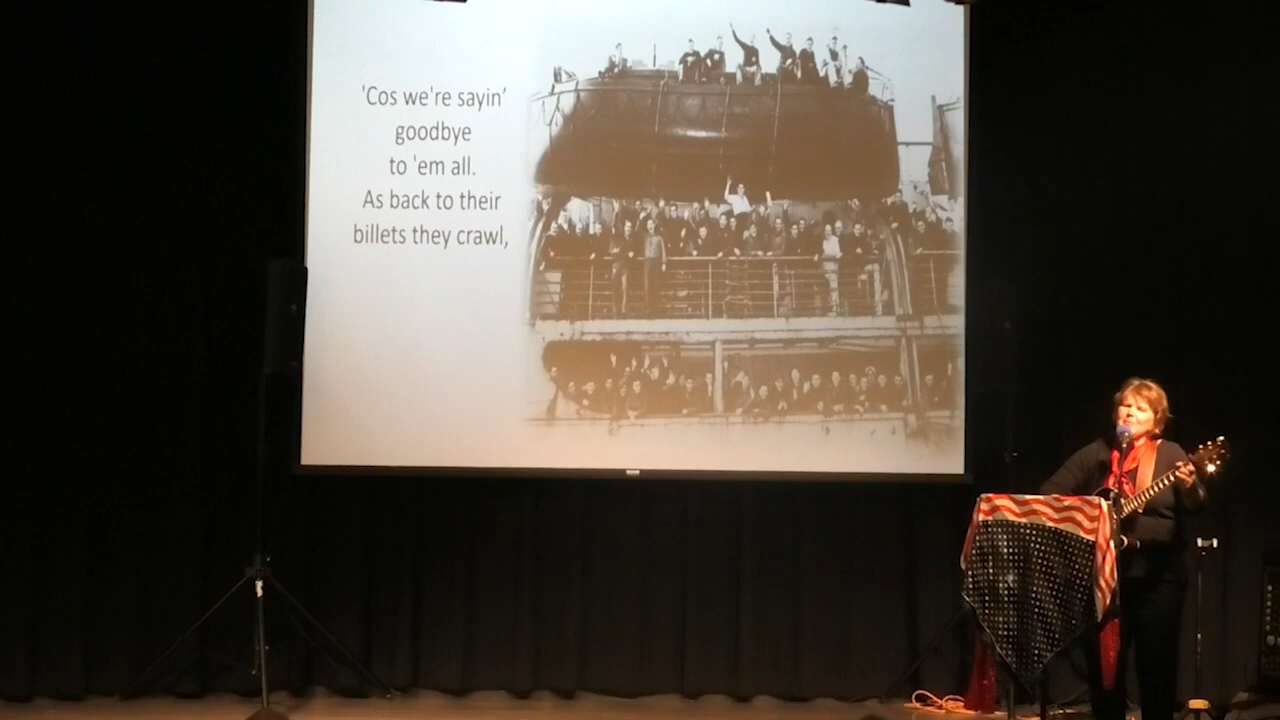 'Cos we're sayin’
goodbye
to 'em all.
As back to their
billets they crawl,